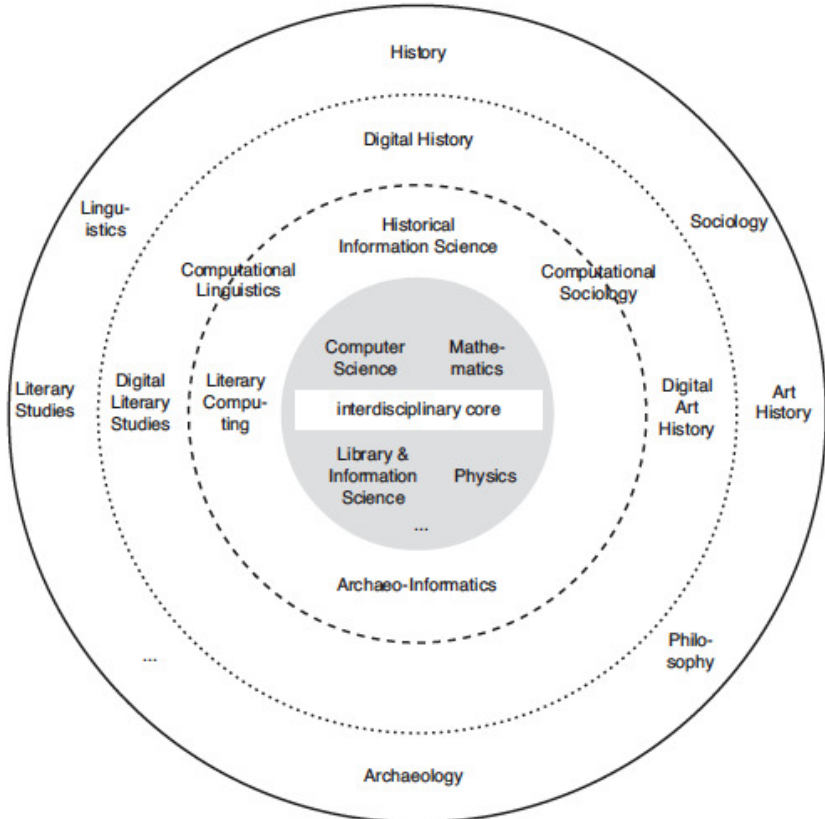 History
Digital History
Lingu-
istics
Sociology
Historical
Information Science
Computational
Linguistics
Computational
Sociology
Computer
Science
Mathe-
matics
Literary
Studies
Digital
Literary
Studies
Literary
Compu-
ting
interdisciplinary core
Digital
Art
History
Art
History
Library &
Information
Science
Physics
...
Archaeo-Informatics
...
Philo-
sophy
Archaeology